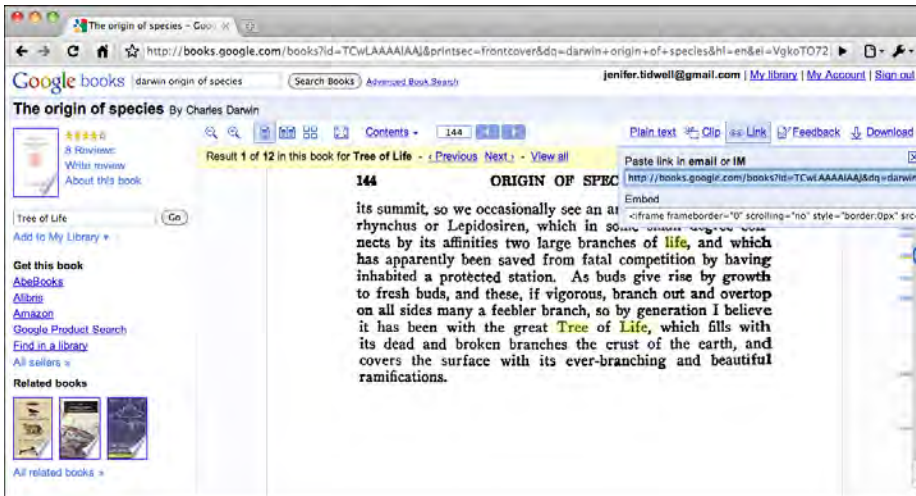 The origin of species – Goo
http://books.google.com/books?id=TCwLAAAAIAAJ&printsec=frontcover&dq=darwin+origin+of+species&hl=en&ei=VgkoTO72
Google books darwin origin of species Search Books Advanced Book Search jenifer.tidwell@gmail.com | My library | My Account | Sign out
The origin of species By Charles Darwin
8 Reviews
Write review
About this book
Contents 144 Plain text Clip Link Feedback Download
Result 1 of 12 in this book for Tree of Life - ‹ Previous Next › - View all
Paste link in email or IM
http://books.google.com/books?id=TCwLAAAAIAAJ&dq=darwin
Embed
<iframe frameborder="0" scrolling="no" style="border:0px" src
Tree of Life Go
Add to My Library
Get this book
AbeBooks
Alibris
Amazon
Google Product Search
Find in a library
All sellers »
Related books
All related books »
144 ORIGIN OF SPEC
its summit, so we occasionally see an a
rhynchus or Lepidosiren, which in some small degree con-
nects by its affinities two large branches of life, and which
has apparently been saved from fatal competition by having
inhabited a protected station. As buds give rise by growth
to fresh buds, and these, if vigorous, branch out and overtop
on all sides many a feebler branch, so by generation I believe
it has been with the great Tree of Life, which fills with
its dead and broken branches the crust of the earth, and
covers the surface with its ever-branching and beautiful
ramifications.